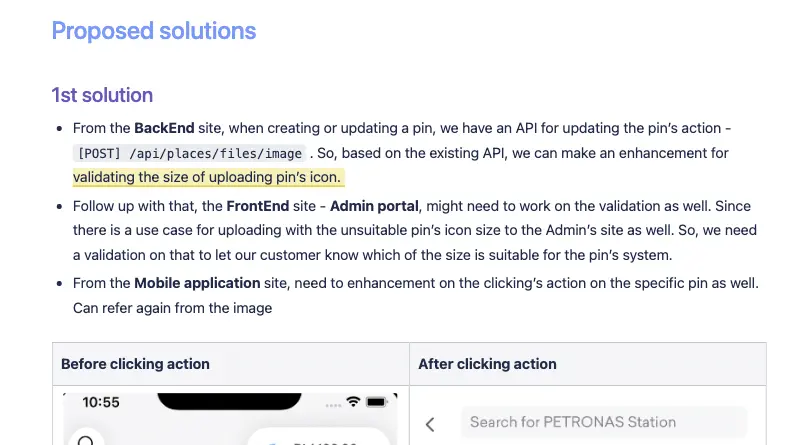 Proposed solutions
1st solution
• From the BackEnd site, when creating or updating a pin, we have an API for updating the pin's action -
[POST] /api/places/files/image . So, based on the existing API, we can make an enhancement for
validating the size of uploading pin's icon.
• Follow up with that, the FrontEnd site - Admin portal, might need to work on the validation as well. Since
there is a use case for uploading with the unsuitable pin's icon size to the Admin's site as well. So, we need
a validation on that to let our customer know which of the size is suitable for the pin's system.
• From the Mobile application site, need to enhancement on the clicking's action on the specific pin as well.
Can refer again from the image
Before clicking action
After clicking action
10:55
Search for PETRONAS Station